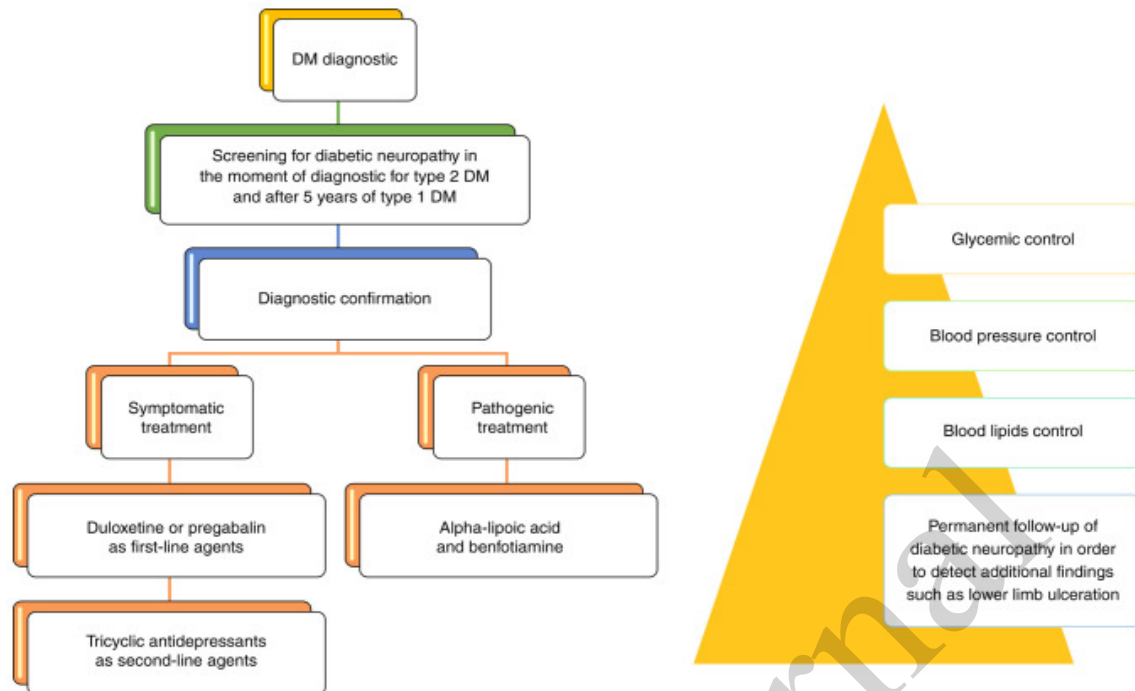 DM diagnostic
Screening for diabetic neuropathy in
the moment of diagnostic for type 2 DM
and after 5 years of type 1 DM
Diagnostic confirmation
Symptomatic
treatment
Pathogenic
treatment
Duloxetine or pregabalin
as first-line agents
Alpha-lipoic acid
and benfotiamine
Tricyclic antidepressants
as second-line agents
Glycemic control
Blood pressure control
Blood lipids control
Permanent follow-up of
diabetic neuropathy in order
to detect additional findings
such as lower limb ulceration